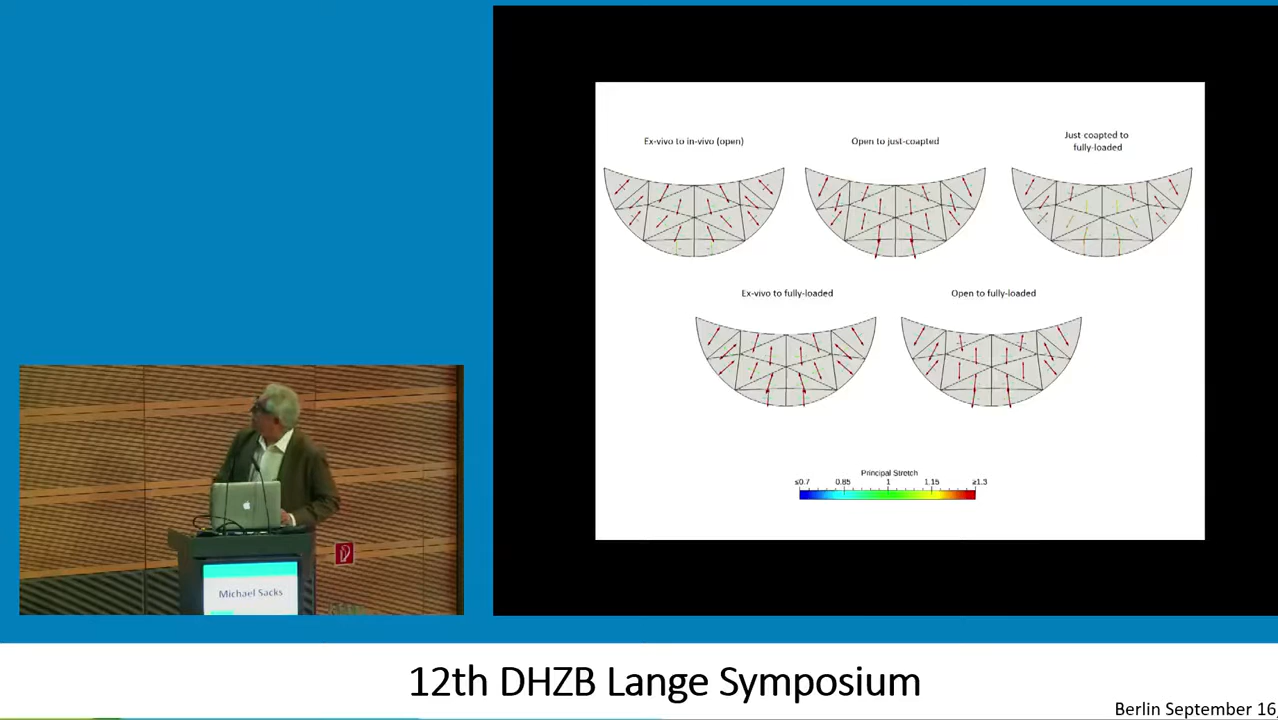 Ex-vivo to in-vivo (open)
Open to just-coapted
Just-coapted to
fully-loaded
Ex-vivo to fully-loaded
Open to fully-loaded
Principal Stretch
≤0.7 0.85 1 1.15 ≥1.3
Michael Sacks
12th DHZB Lange Symposium
Berlin September 16,